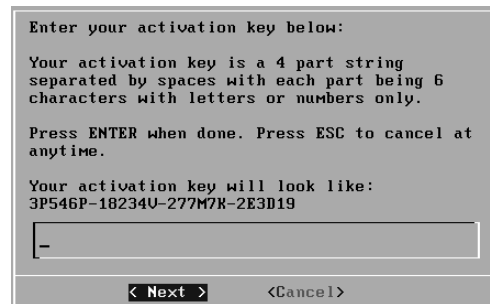 Enter your activation key below:
Your activation key is a 4 part string
separated by spaces with each part being 6
characters with letters or numbers only.
Press ENTER when done. Press ESC to cancel at
anytime.
Your activation key will look like:
3P546P-18234V-277M7K-2E3D19
_
< Next > <Cancel>